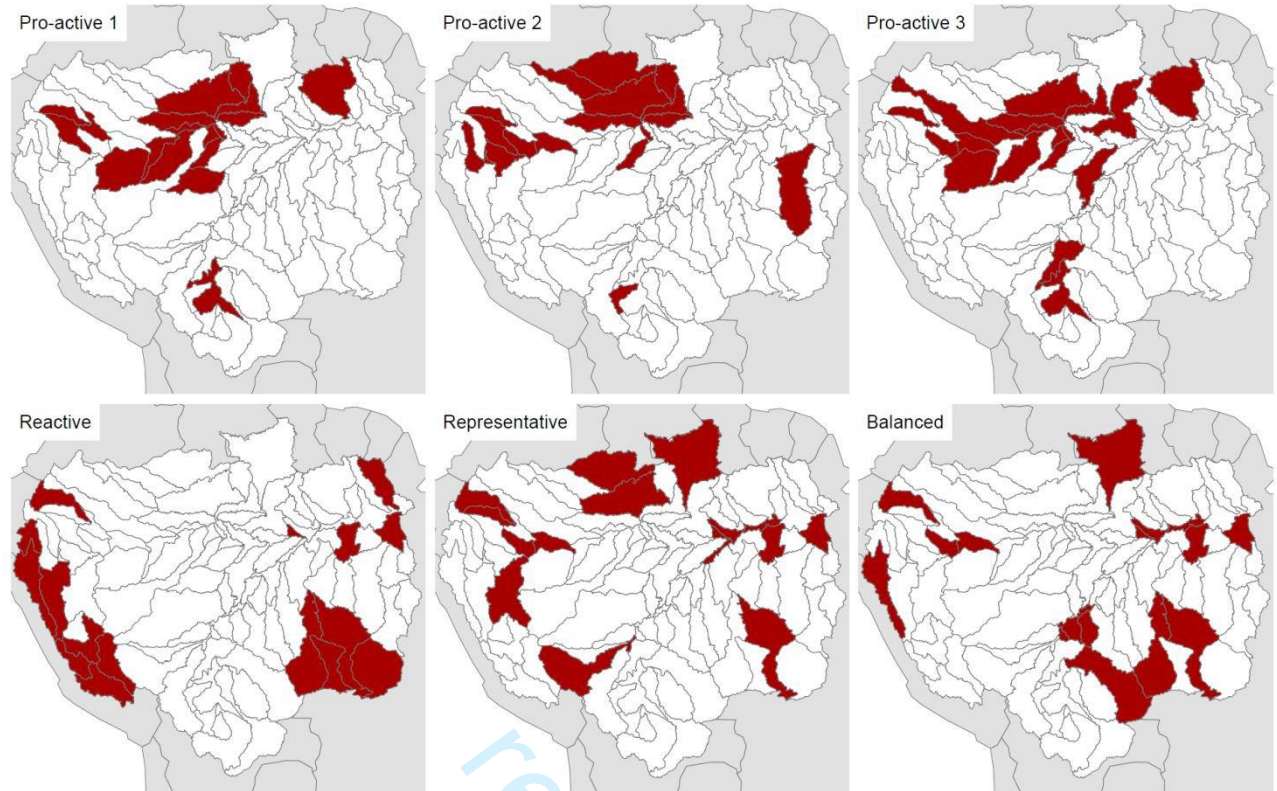 Pro-active 1
Pro-active 2
Pro-active 3
Reactive
Representative
Balanced